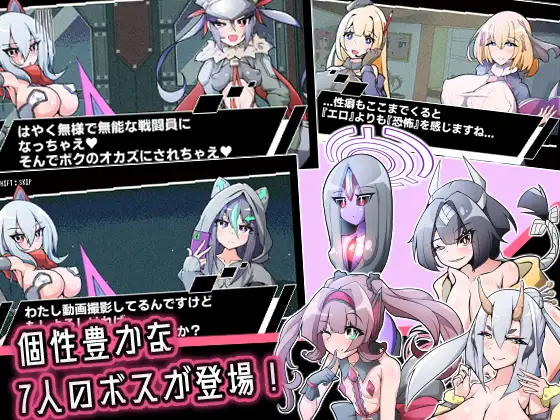 はやく無様で無能な戦闘員に
なっちゃえ♥
そんでボクのオカズにされちゃえ♥
…性癖もここまでくると
『エロ』よりも『恐怖』を感じますね…
SHIFT:SKIP
わたし動画撮影してるんですけど
か?
個性豊かな
7人のボスが登場!